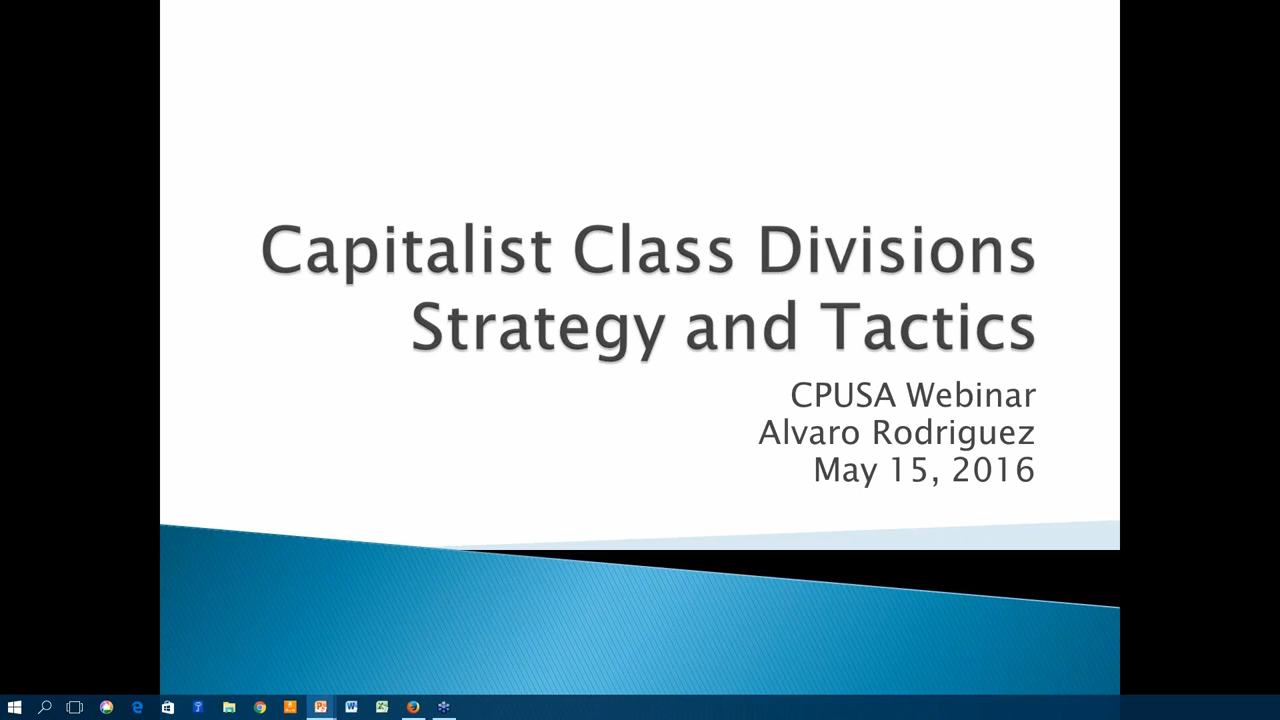 Capitalist Class Divisions
Strategy and Tactics
CPUSA Webinar
Alvaro Rodriguez
May 15, 2016